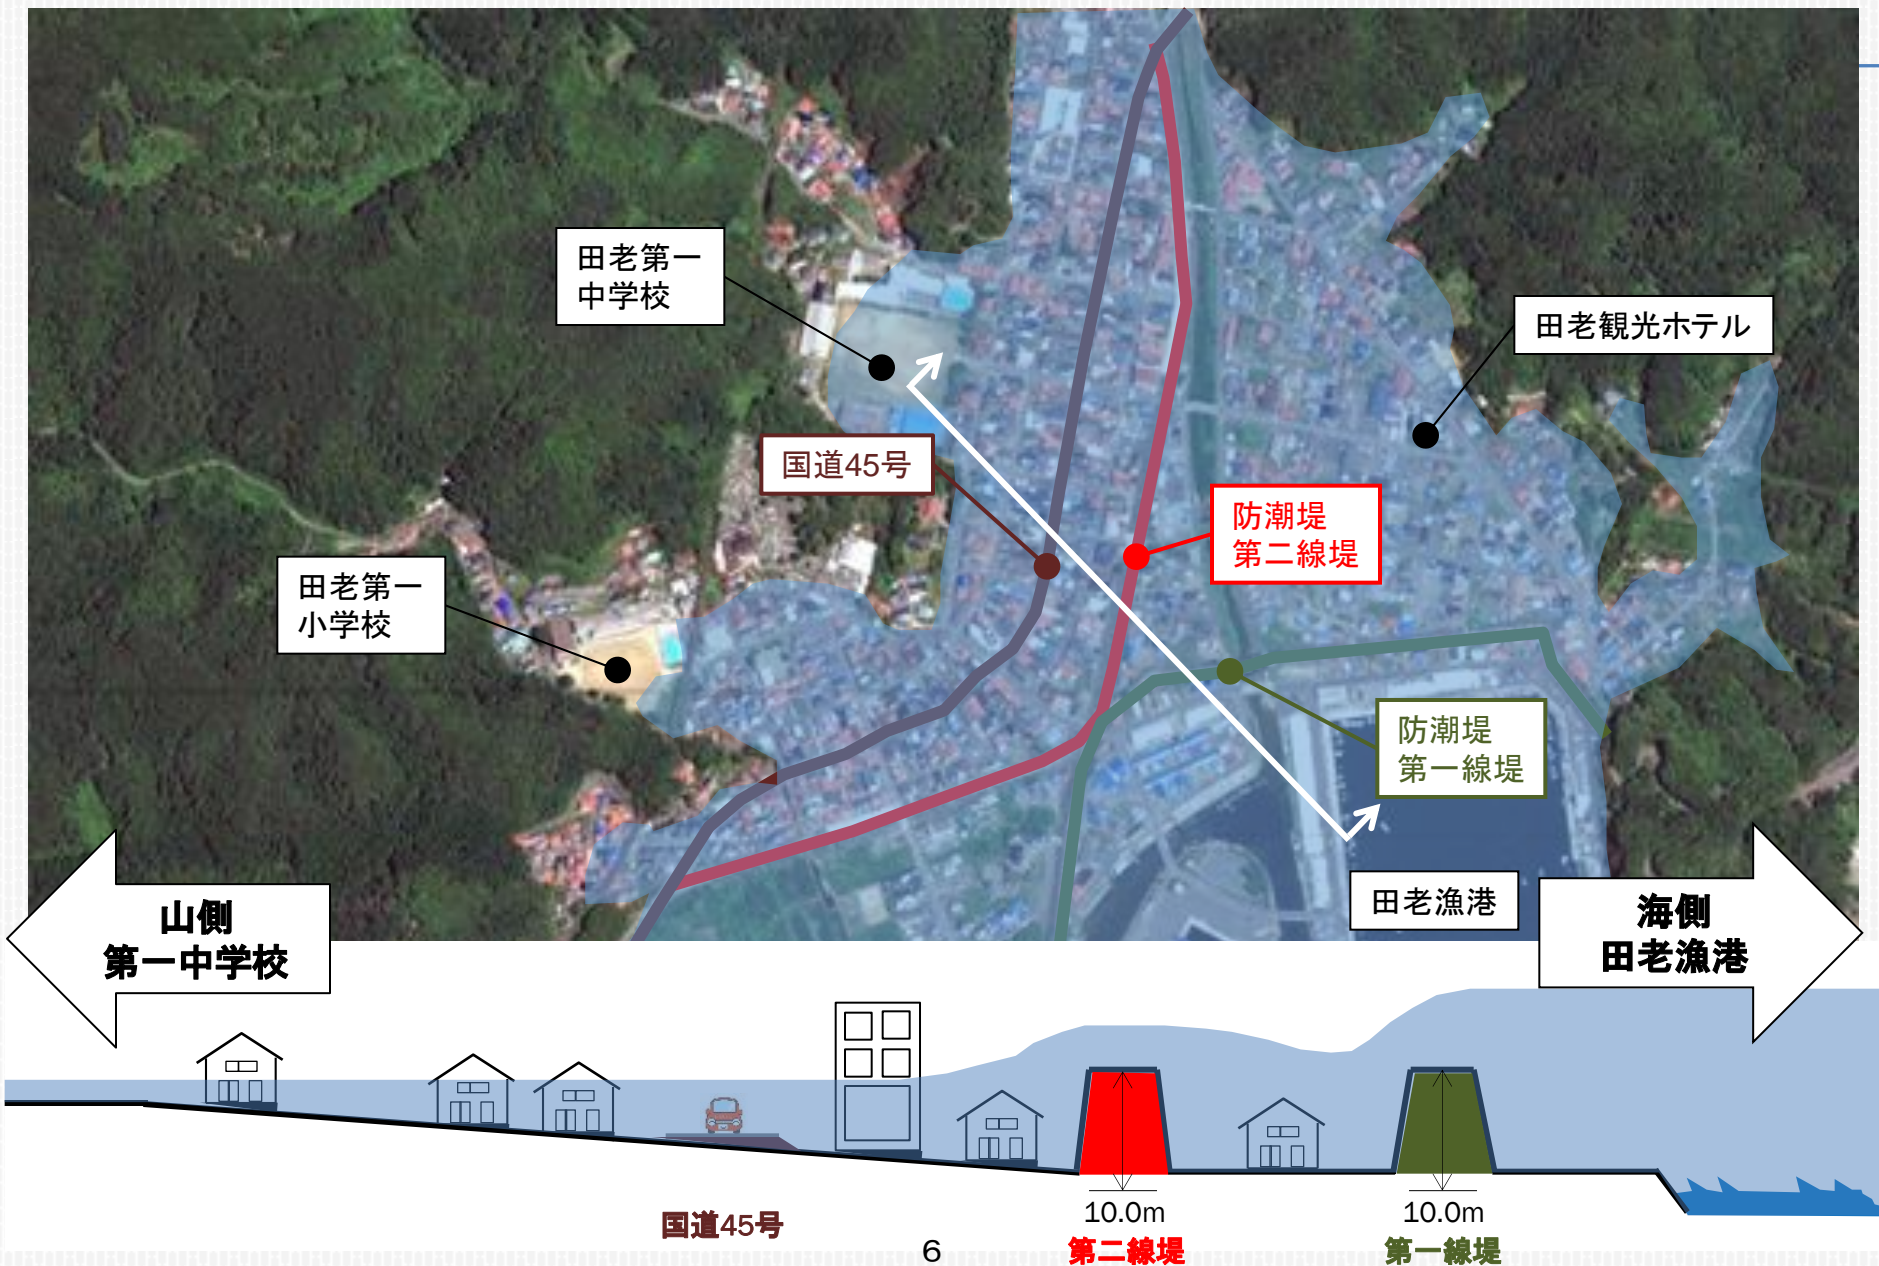 田老第一
中学校
田老観光ホテル
国道45号
防潮堤
第二線堤
田老第一
小学校
防潮堤
第一線堤
田老漁港
山側
第一中学校
海側
田老漁港
10.0m
10.0m
国道45号
第二線堤
第一線堤
6